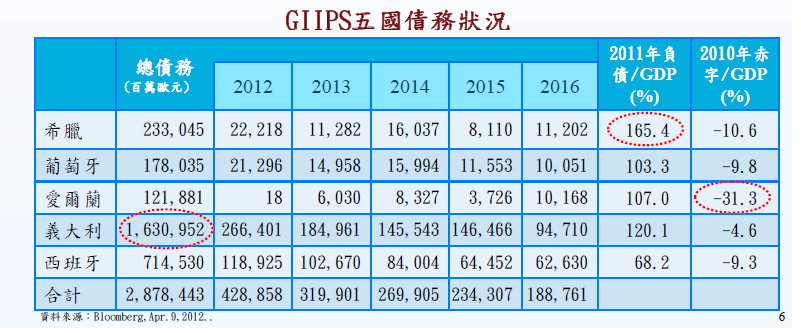 GIIPS五國債務狀況
總債務 (百萬歐元) 2012 2013 2014 2015 2016 2011年負債/GDP (%) 2010年赤字/GDP (%)
希臘 233,045 22,218 11,282 16,037 8,110 11,202 165.4 -10.6
葡萄牙 178,035 21,296 14,958 15,994 11,553 10,051 103.3 -9.8
愛爾蘭 121,881 18 6,030 8,327 3,726 10,168 107.0 -31.3
義大利 1,630,952 266,401 184,961 145,543 146,466 94,710 120.1 -4.6
西班牙 714,530 118,925 102,670 84,004 64,452 62,630 68.2 -9.3
合計 2,878,443 428,858 319,901 269,905 234,307 188,761
資料來源：Bloomberg,Apr.9,2012..
6